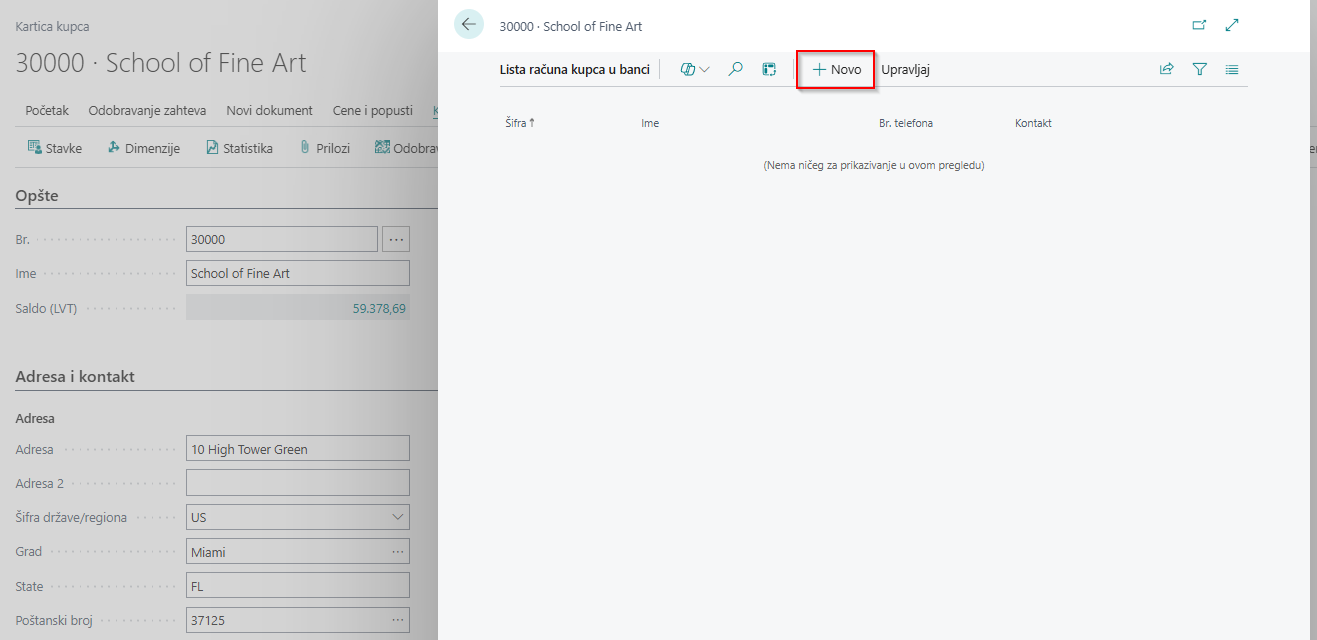 Kartica kupca
30000 · School of Fine Art
Početak Odobravanje zahteva Novi dokument Cene i popusti
Stavke Dimenzije Statistika Prilozi Odobrav
Opšte
Br. 30000
Ime School of Fine Art
Saldo (LVT) 59.378,69
Adresa i kontakt
Adresa
Adresa 10 High Tower Green
Adresa 2
Šifra države/regiona US
Grad Miami
State FL
Poštanski broj 37125
30000 · School of Fine Art
Lista računa kupca u banci + Novo Upravljaj
Šifra ↑ Ime Br. telefona Kontakt
(Nema ničeg za prikazivanje u ovom pregledu)